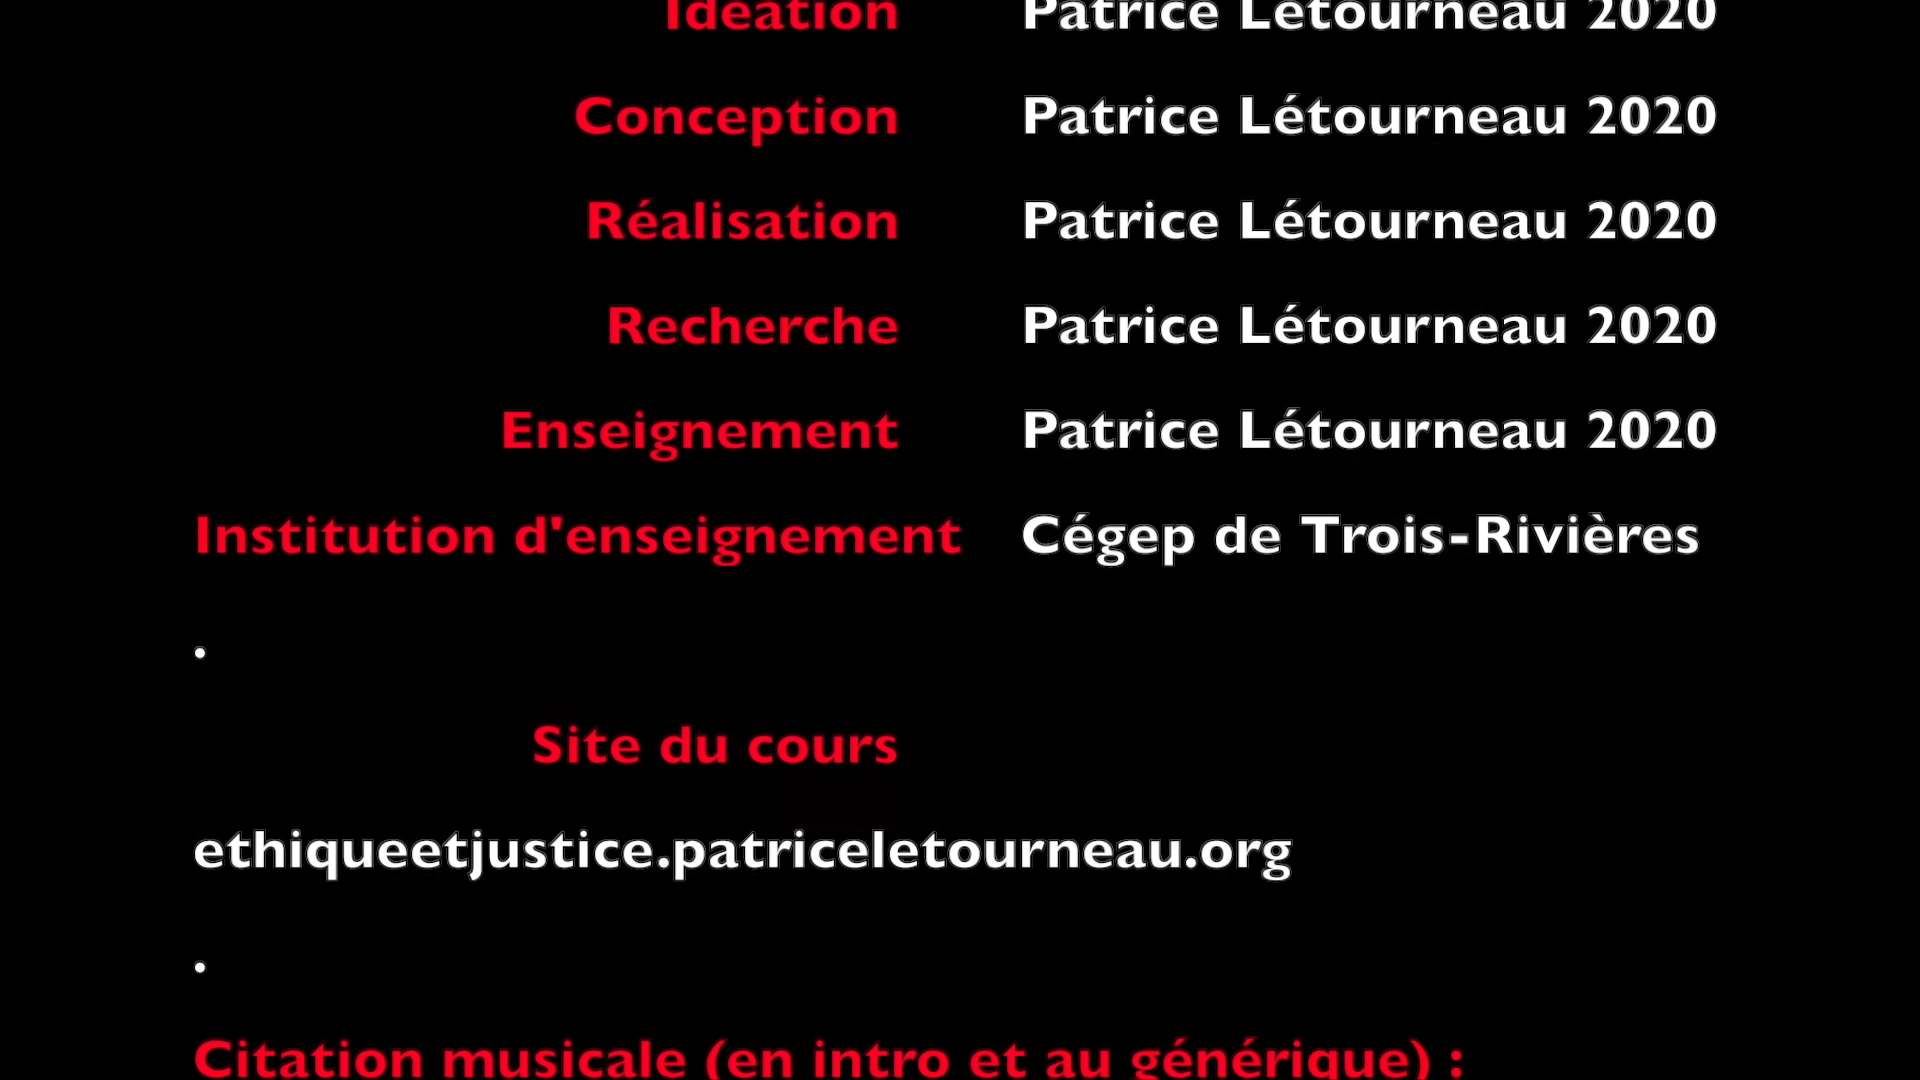 Idéation Patrice Létourneau 2020
Conception Patrice Létourneau 2020
Réalisation Patrice Létourneau 2020
Recherche Patrice Létourneau 2020
Enseignement Patrice Létourneau 2020
Institution d'enseignement Cégep de Trois-Rivières
.
Site du cours
ethiqueetjustice.patriceletourneau.org
.
Citation musicale (en intro et au générique) :